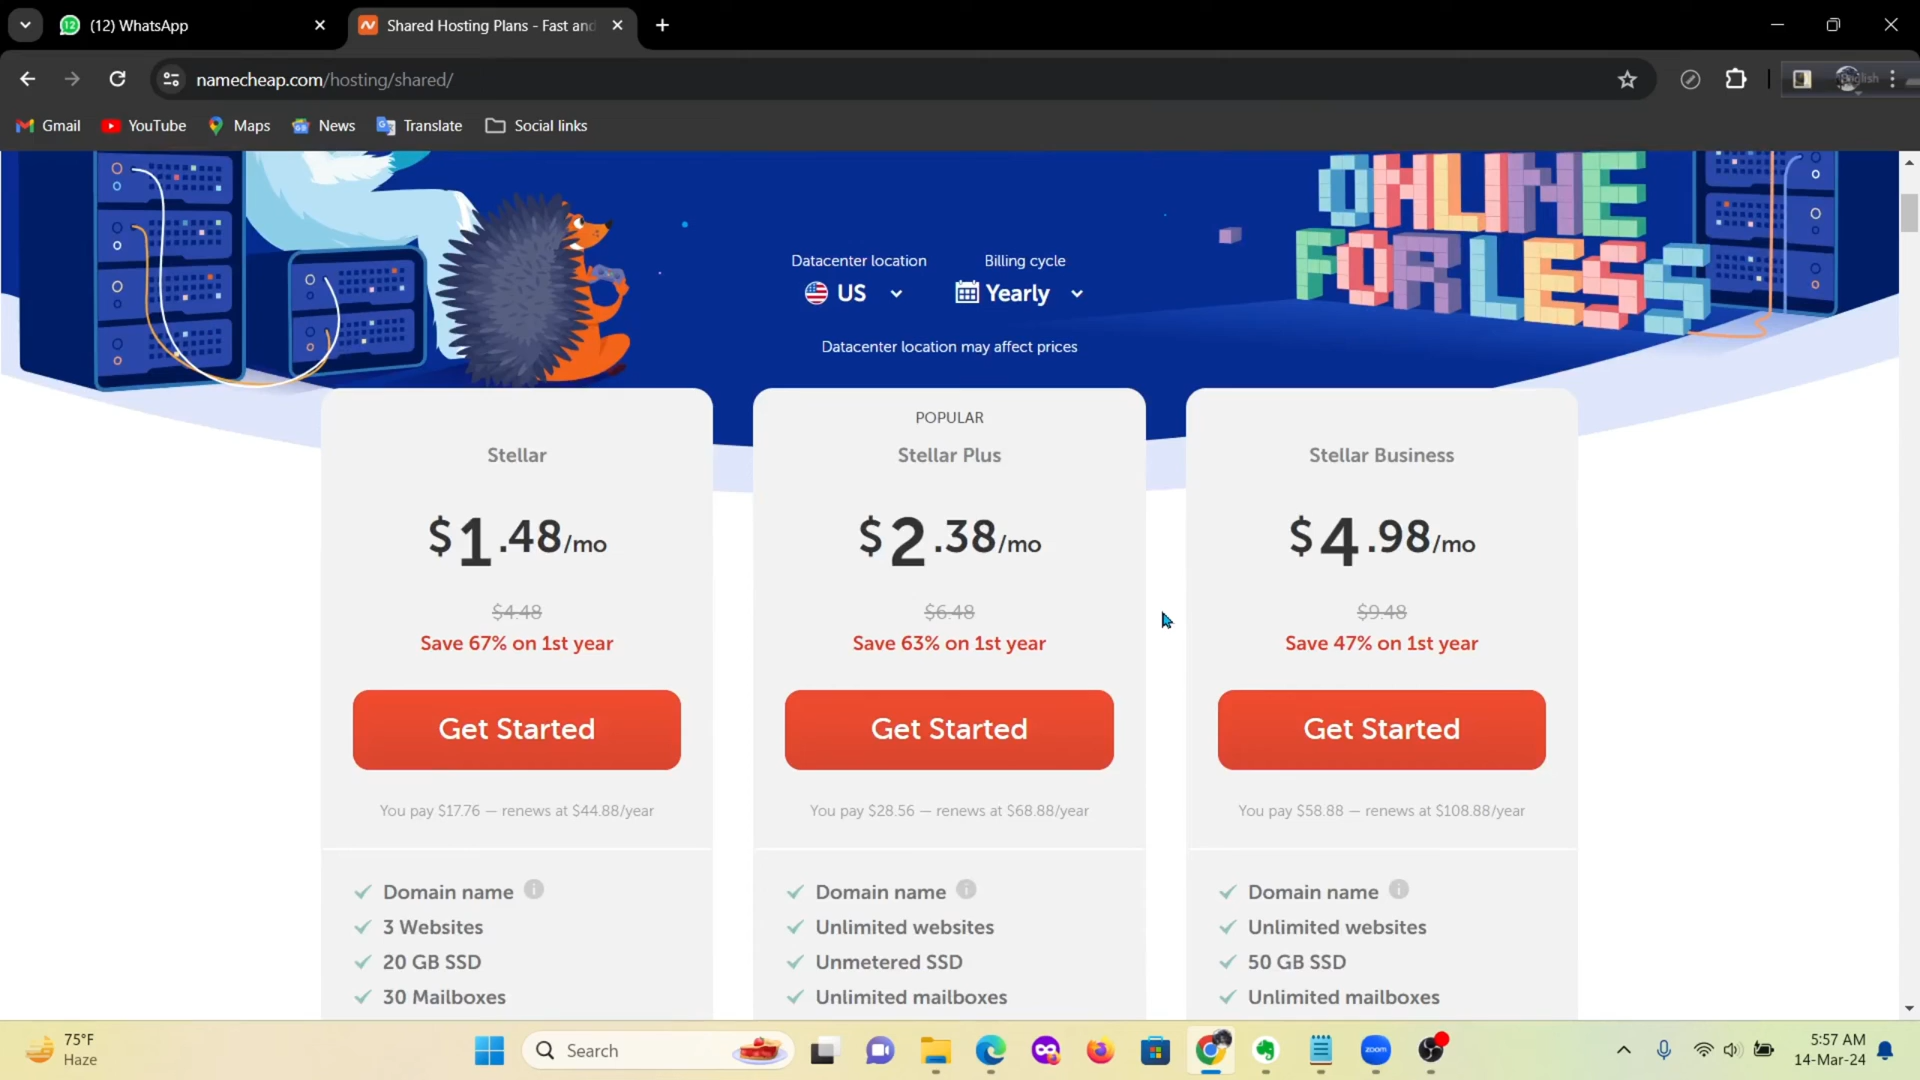 (12) WhatsApp
Shared Hosting Plans - Fast and
namecheap.com/hosting/shared/
English
Gmail
YouTube
Maps
News
Translate
Social links
ONLINE
FOR LESS
Datacenter location
Billing cycle
US
Yearly
Datacenter location may affect prices
Stellar
$1.48/mo
$4.48
Save 67% on 1st year
Get Started
You pay $17.76 — renews at $44.88/year
Domain name
3 Websites
20 GB SSD
30 Mailboxes
POPULAR
Stellar Plus
$2.38/mo
$6.48
Save 63% on 1st year
Get Started
You pay $28.56 — renews at $68.88/year
Domain name
Unlimited websites
Unmetered SSD
Unlimited mailboxes
Stellar Business
$4.98/mo
$9.48
Save 47% on 1st year
Get Started
You pay $58.88 — renews at $108.88/year
Domain name
Unlimited websites
50 GB SSD
Unlimited mailboxes
75°F
Haze
Search
zoom
5:57 AM
14-Mar-24